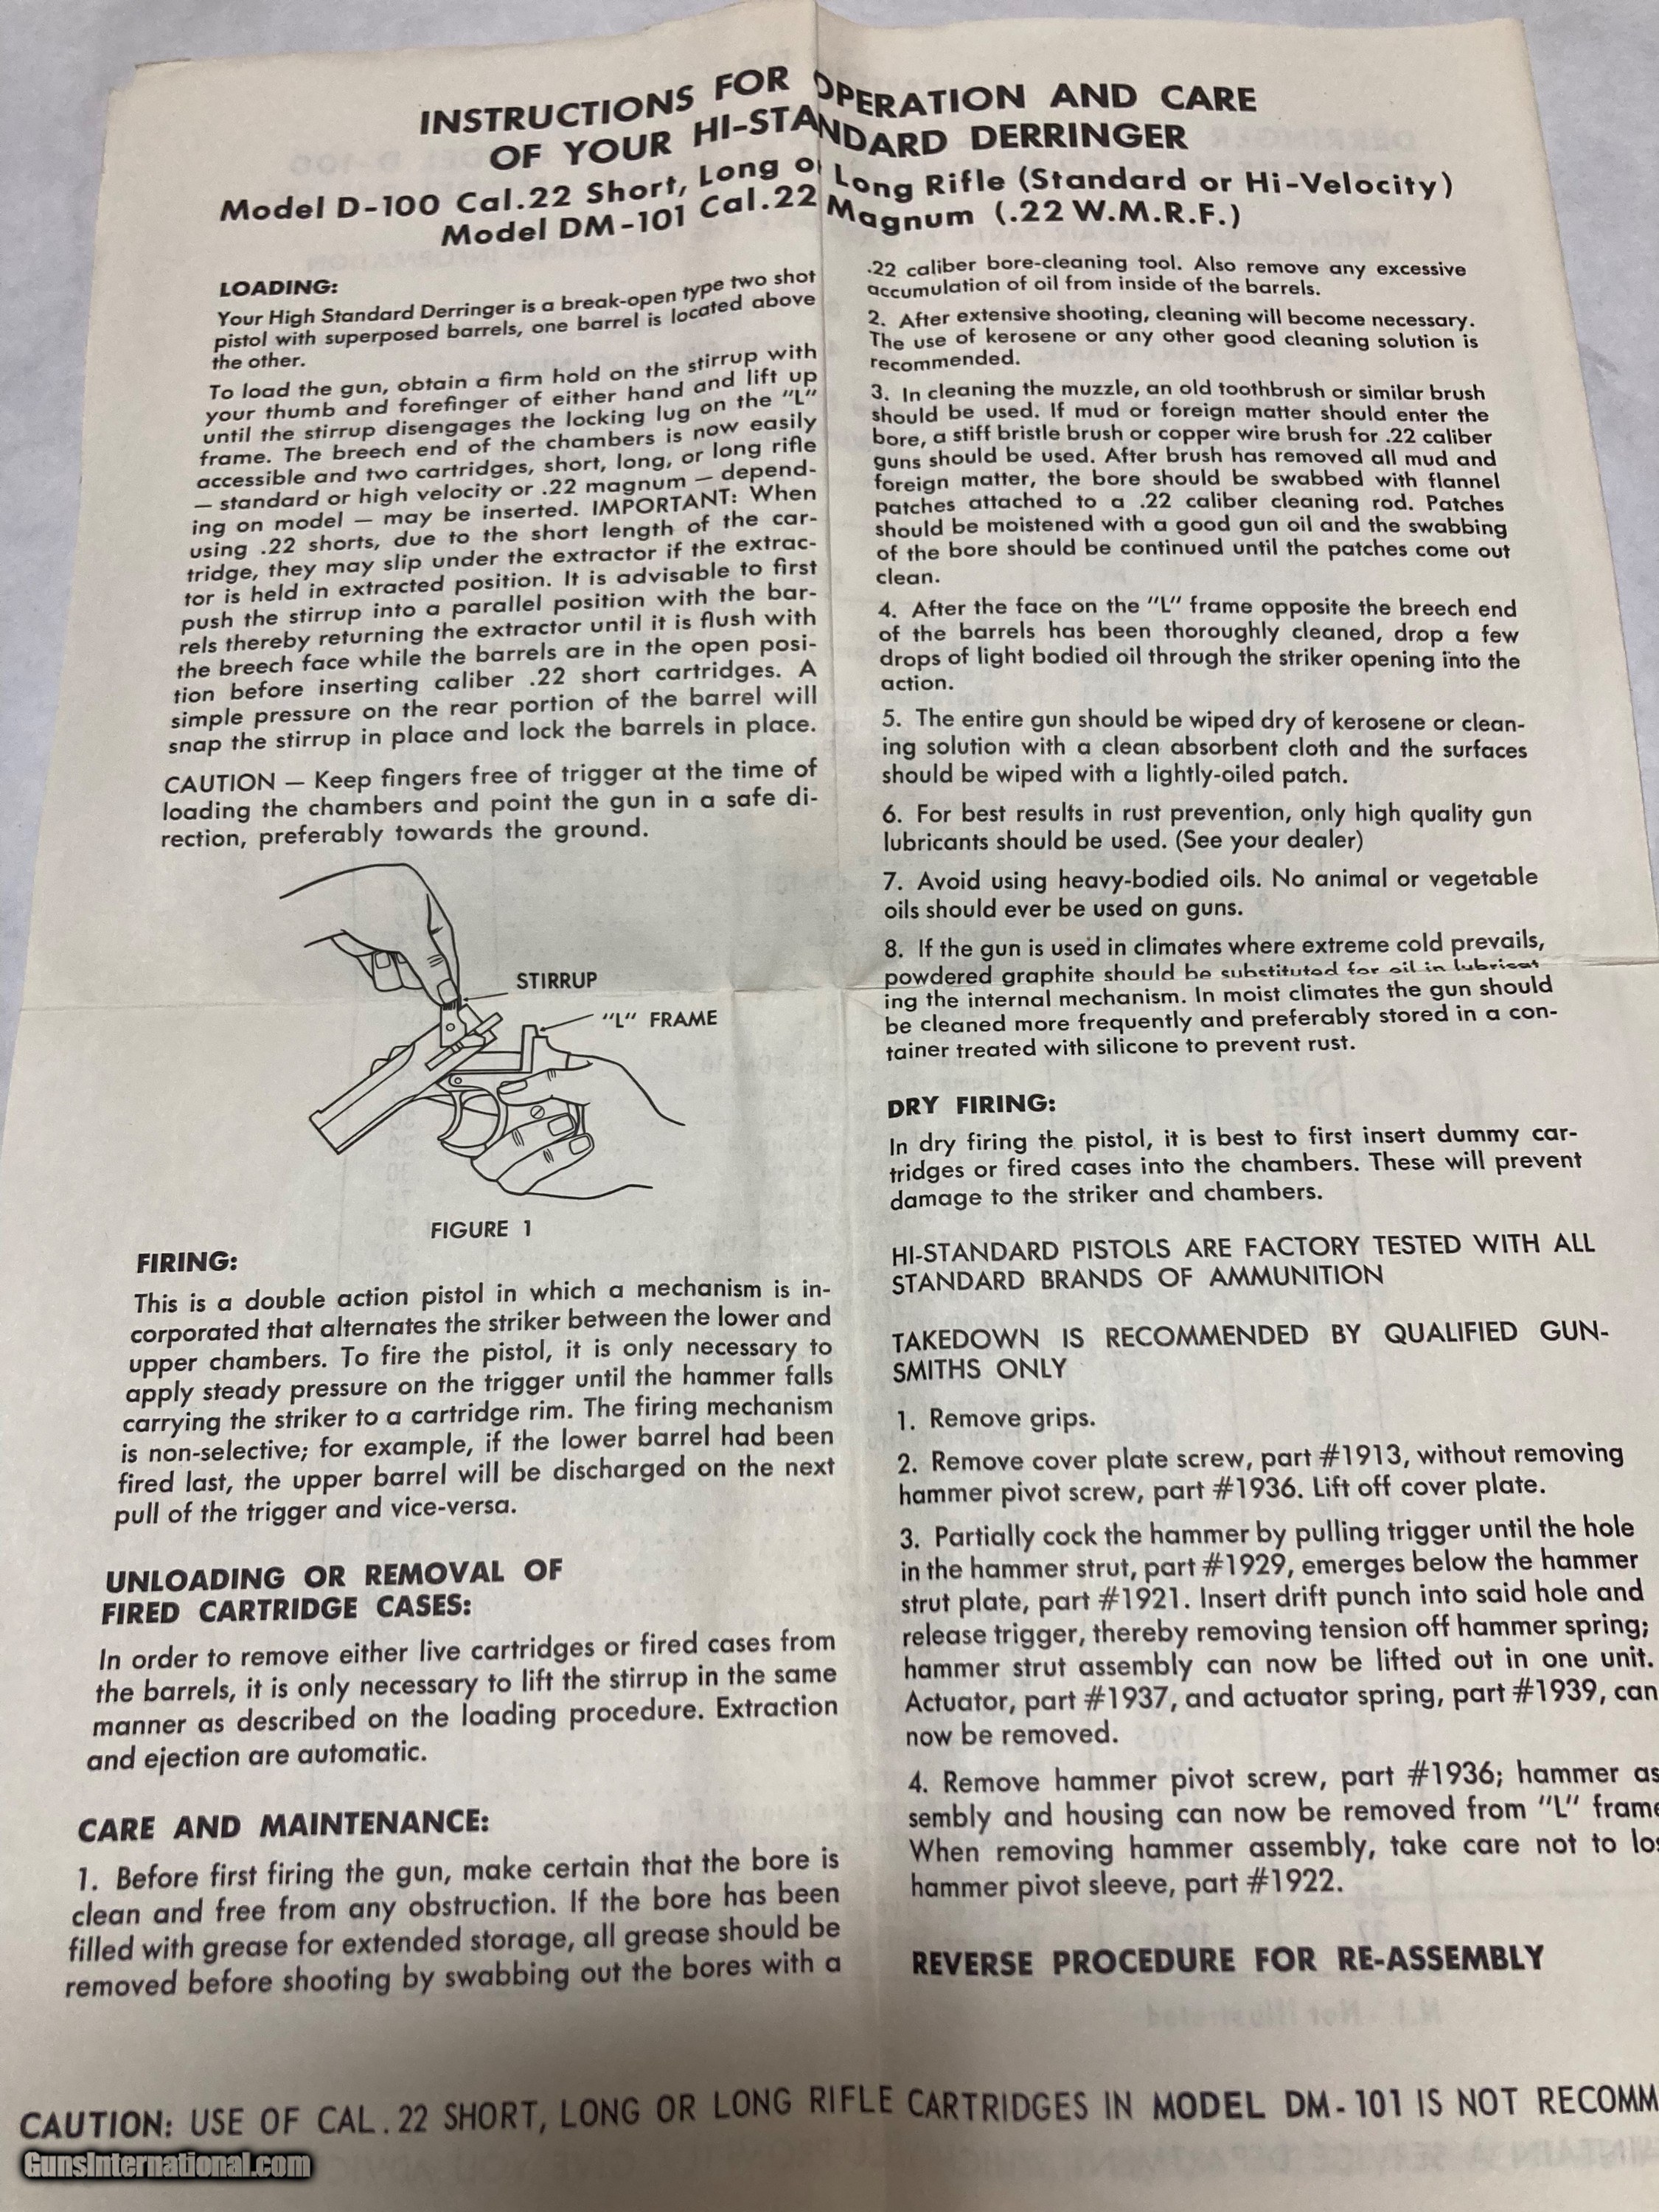 INSTRUCTIONS FOR OPERATION AND CARE
OF YOUR HI-STANDARD DERRINGER
Model D-100 Cal.22 Short, Long or Long Rifle (Standard or Hi-Velocity)
Model DM-101 Cal.22 Magnum (.22 W.M.R.F.)
LOADING:
Your High Standard Derringer is a break-open type two shot
pistol with superposed barrels, one barrel is located above
the other.
To load the gun, obtain a firm hold on the stirrup with
your thumb and forefinger of either hand and lift up
until the stirrup disengages the locking lug on the "L"
frame. The breech end of the chambers is now easily
accessible and two cartridges, short, long, or long rifle
— standard or high velocity or .22 magnum — depend-
ing on model — may be inserted. IMPORTANT: When
using .22 shorts, due to the short length of the car-
tridge, they may slip under the extractor if the extrac-
tor is held in extracted position. It is advisable to first
push the stirrup into a parallel position with the bar-
rels thereby returning the extractor until it is flush with
the breech face while the barrels are in the open posi-
tion before inserting caliber .22 short cartridges. A
simple pressure on the rear portion of the barrel will
snap the stirrup in place and lock the barrels in place.
CAUTION — Keep fingers free of trigger at the time of
loading the chambers and point the gun in a safe di-
rection, preferably towards the ground.
STIRRUP
"L" FRAME
FIGURE 1
FIRING:
This is a double action pistol in which a mechanism is in-
corporated that alternates the striker between the lower and
upper chambers. To fire the pistol, it is only necessary to
apply steady pressure on the trigger until the hammer falls
carrying the striker to a cartridge rim. The firing mechanism
is non-selective; for example, if the lower barrel had been
fired last, the upper barrel will be discharged on the next
pull of the trigger and vice-versa.
UNLOADING OR REMOVAL OF
FIRED CARTRIDGE CASES:
In order to remove either live cartridges or fired cases from
the barrels, it is only necessary to lift the stirrup in the same
manner as described on the loading procedure. Extraction
and ejection are automatic.
CARE AND MAINTENANCE:
1. Before first firing the gun, make certain that the bore is
clean and free from any obstruction. If the bore has been
filled with grease for extended storage, all grease should be
removed before shooting by swabbing out the bores with a
.22 caliber bore-cleaning tool. Also remove any excessive
accumulation of oil from inside of the barrels.
2. After extensive shooting, cleaning will become necessary.
The use of kerosene or any other good cleaning solution is
recommended.
3. In cleaning the muzzle, an old toothbrush or similar brush
should be used. If mud or foreign matter should enter the
bore, a stiff bristle brush or copper wire brush for .22 caliber
guns should be used. After brush has removed all mud and
foreign matter, the bore should be swabbed with flannel
patches attached to a .22 caliber cleaning rod. Patches
should be moistened with a good gun oil and the swabbing
of the bore should be continued until the patches come out
clean.
4. After the face on the "L" frame opposite the breech end
of the barrels has been thoroughly cleaned, drop a few
drops of light bodied oil through the striker opening into the
action.
5. The entire gun should be wiped dry of kerosene or clean-
ing solution with a clean absorbent cloth and the surfaces
should be wiped with a lightly-oiled patch.
6. For best results in rust prevention, only high quality gun
lubricants should be used. (See your dealer)
7. Avoid using heavy-bodied oils. No animal or vegetable
oils should ever be used on guns.
8. If the gun is used in climates where extreme cold prevails,
powdered graphite should be substituted for oil in lubricat-
ing the internal mechanism. In moist climates the gun should
be cleaned more frequently and preferably stored in a con-
tainer treated with silicone to prevent rust.
DRY FIRING:
In dry firing the pistol, it is best to first insert dummy car-
tridges or fired cases into the chambers. These will prevent
damage to the striker and chambers.
HI-STANDARD PISTOLS ARE FACTORY TESTED WITH ALL
STANDARD BRANDS OF AMMUNITION
TAKEDOWN IS RECOMMENDED BY QUALIFIED GUN-
SMITHS ONLY
1. Remove grips.
2. Remove cover plate screw, part #1913, without removing
hammer pivot screw, part #1936. Lift off cover plate.
3. Partially cock the hammer by pulling trigger until the hole
in the hammer strut, part #1929, emerges below the hammer
strut plate, part #1921. Insert drift punch into said hole and
release trigger, thereby removing tension off hammer spring;
hammer strut assembly can now be lifted out in one unit.
Actuator, part #1937, and actuator spring, part #1939, can
now be removed.
4. Remove hammer pivot screw, part #1936; hammer as
sembly and housing can now be removed from "L" frame
When removing hammer assembly, take care not to los
hammer pivot sleeve, part #1922.
REVERSE PROCEDURE FOR RE-ASSEMBLY
CAUTION: USE OF CAL.22 SHORT, LONG OR LONG RIFLE CARTRIDGES IN MODEL DM-101 IS NOT RECOMM
GunsInternational.com